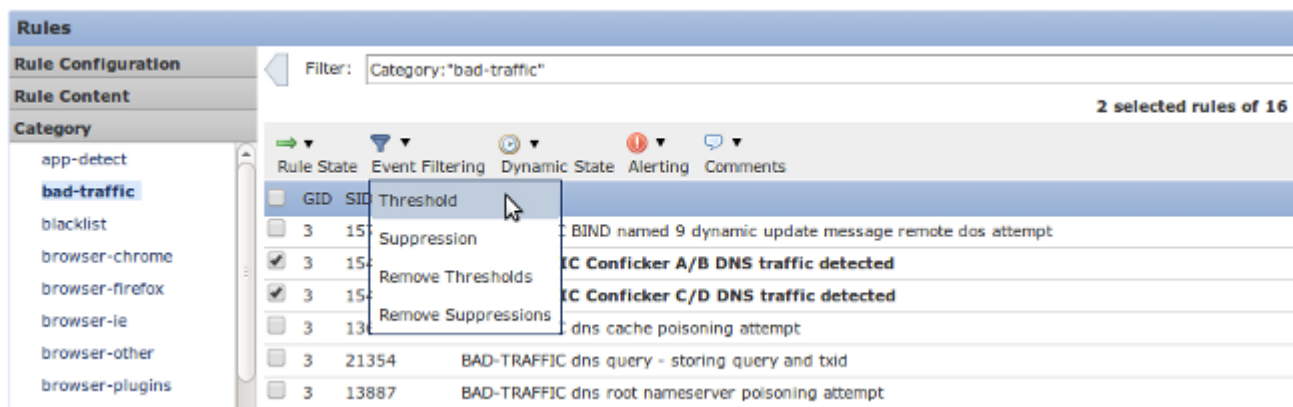 Rules
Rule Configuration
Rule Content
Category
app-detect
bad-traffic
blacklist
browser-chrome
browser-firefox
browser-ie
browser-other
browser-plugins
Filter: Category:"bad-traffic"
2 selected rules of 16
Rule State Event Filtering Dynamic State Alerting Comments
GID
Threshold
Suppression
Remove Thresholds
Remove Suppressions
3 BIND named 9 dynamic update message remote dos attempt
3 Conficker A/B DNS traffic detected
3 Conficker C/D DNS traffic detected
3 dns cache poisoning attempt
3 21354 BAD-TRAFFIC dns query - storing query and txid
3 13887 BAD-TRAFFIC dns root nameserver poisoning attempt